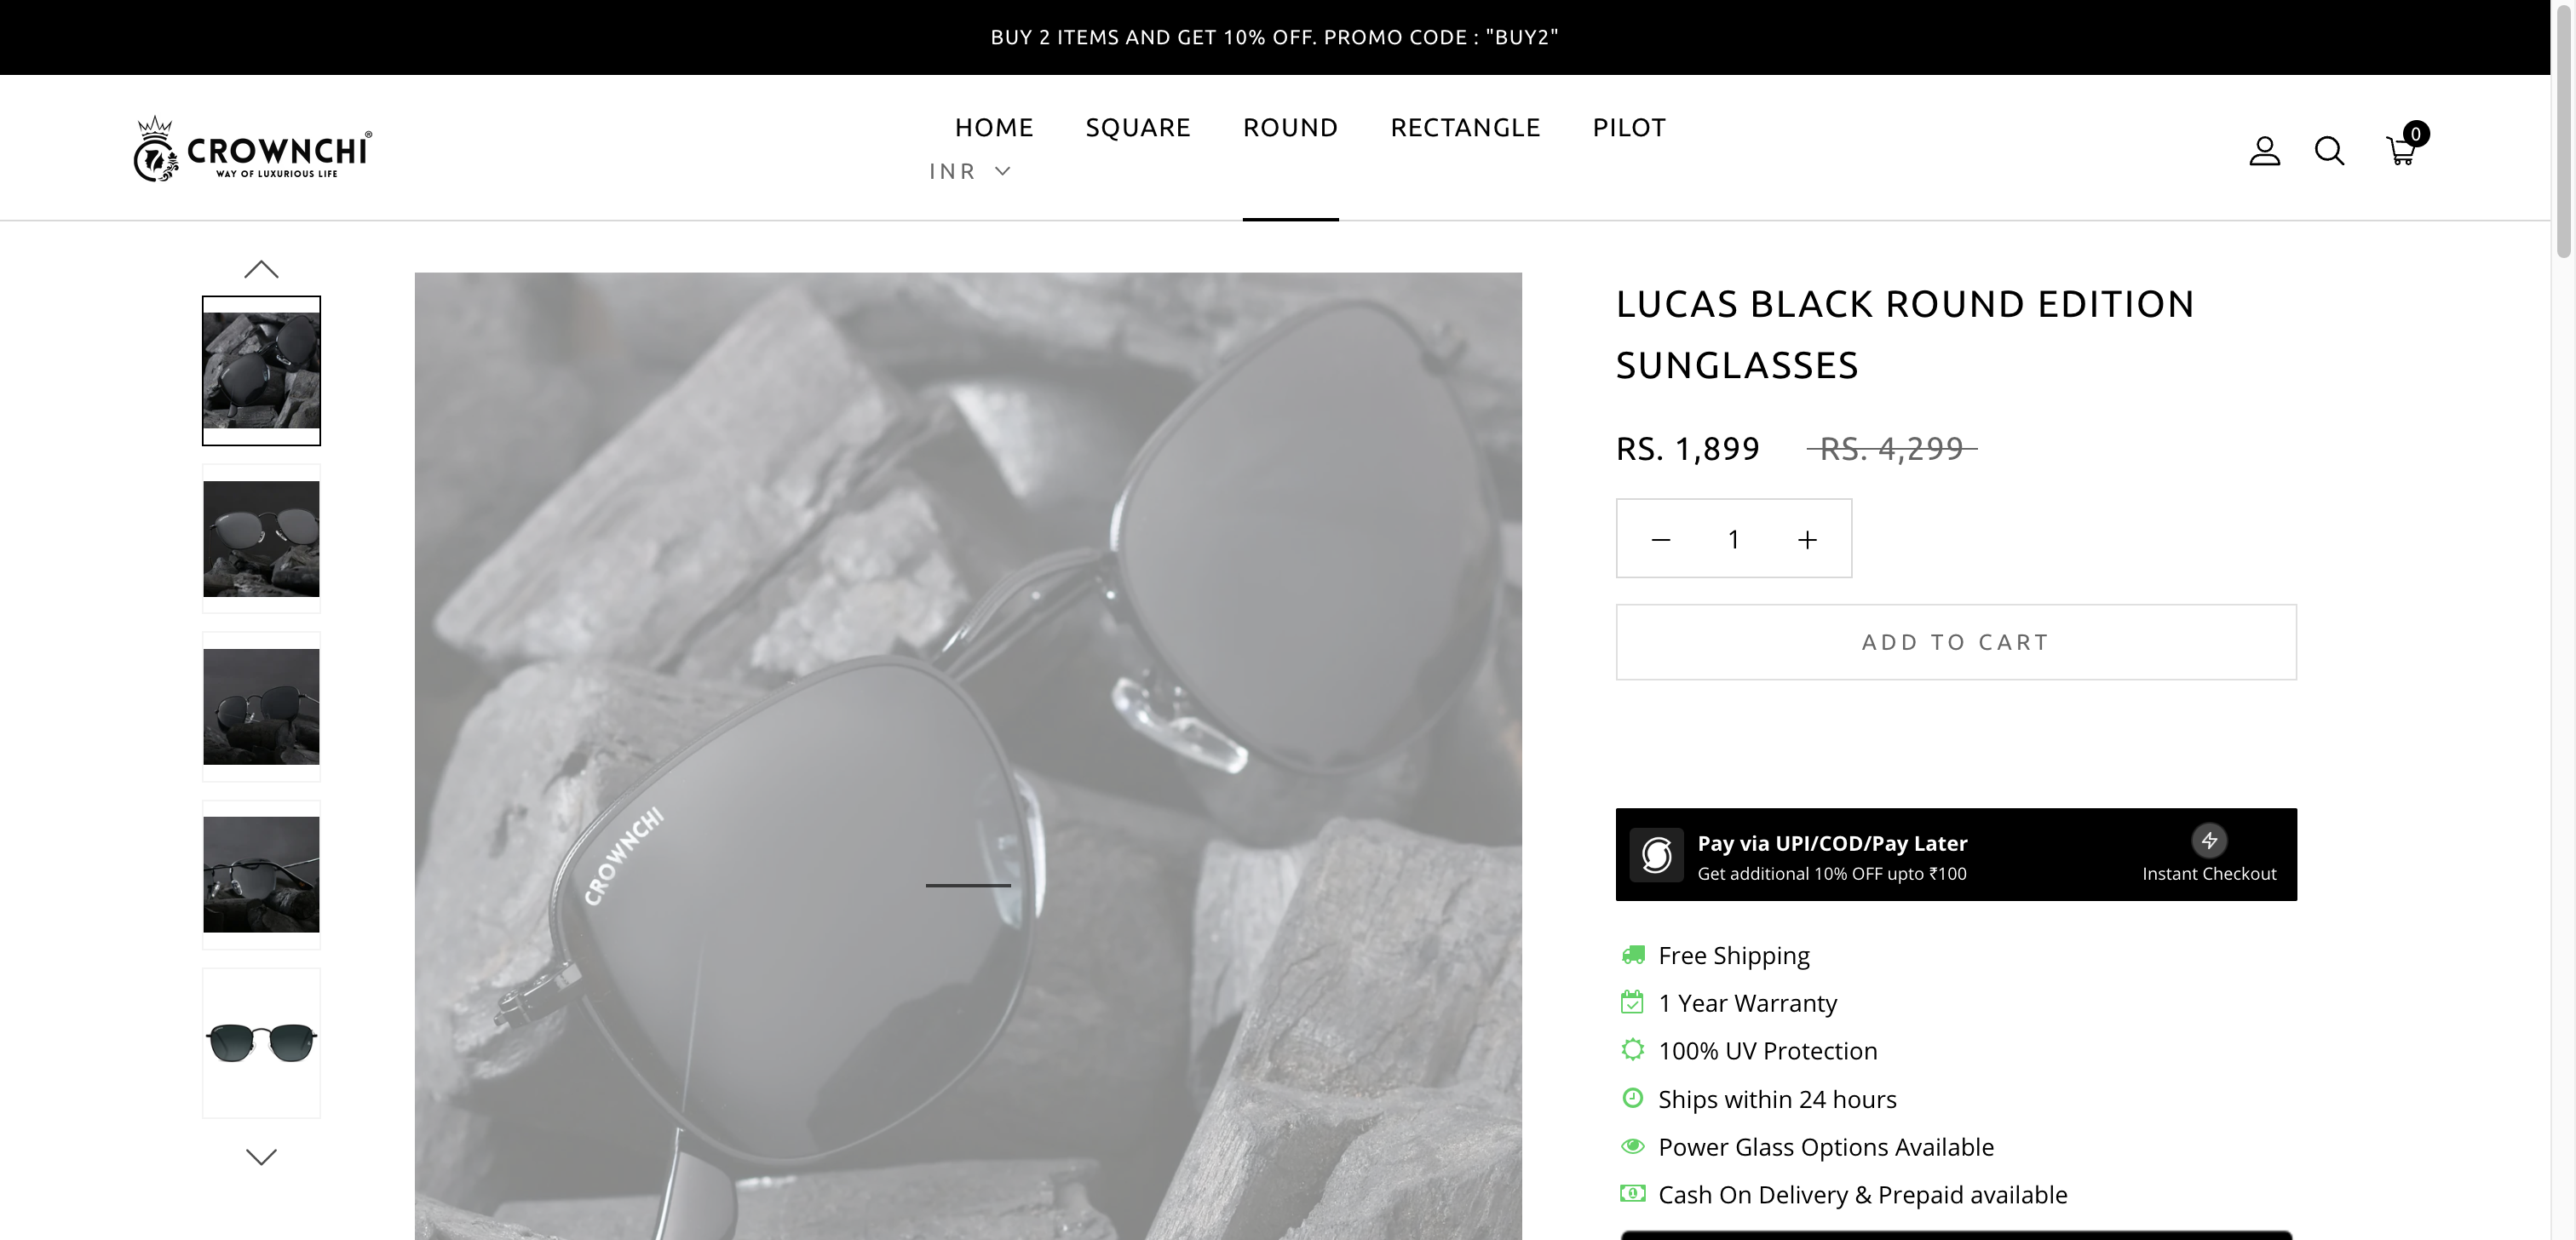 BUY 2 ITEMS AND GET 10% OFF. PROMO CODE : "BUY2"
CROWNCHI®
WAY OF LUXURIOUS LIFE
HOME SQUARE ROUND RECTANGLE PILOT
INR
0
LUCAS BLACK ROUND EDITION
SUNGLASSES
RS. 1,899 RS. 4,299
− 1 +
ADD TO CART
CROWNCHI
Pay via UPI/COD/Pay Later
Get additional 10% OFF upto ₹100
Instant Checkout
Free Shipping
1 Year Warranty
100% UV Protection
Ships within 24 hours
Power Glass Options Available
Cash On Delivery & Prepaid available